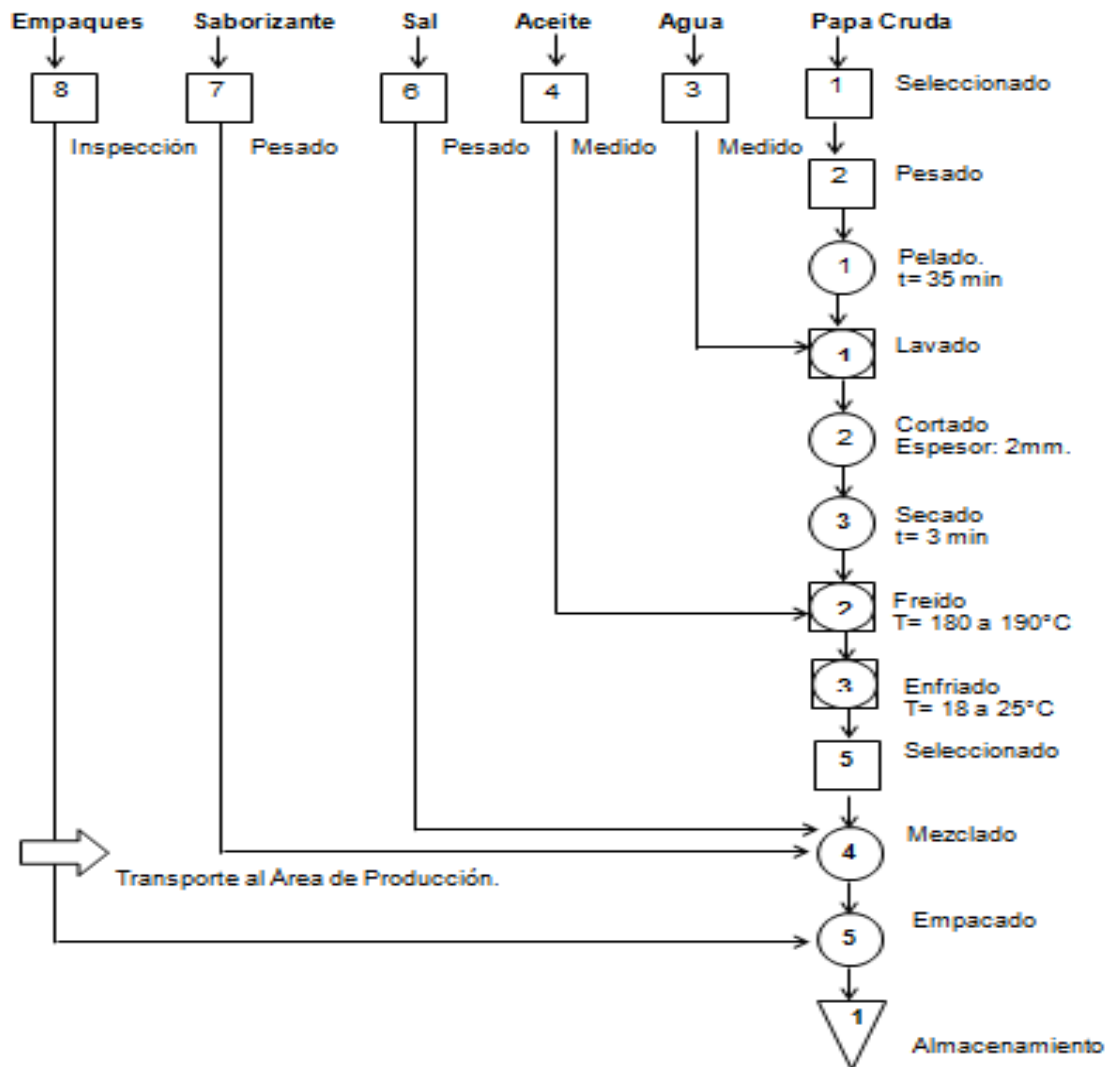 Empaques Saborizante Sal Aceite Agua Papa Cruda
8 7 6 4 3 1 Seleccionado
Inspección Pesado Pesado Medido Medido
2 Pesado
1 Pelado.
t= 35 min
1 Lavado
2 Cortado
Espesor: 2mm.
3 Secado
t= 3 min
2 Freído
T= 180 a 190°C
3 Enfriado
T= 18 a 25°C
5 Seleccionado
4 Mezclado
Transporte al Area de Producción.
5 Empacado
1
Almacenamiento